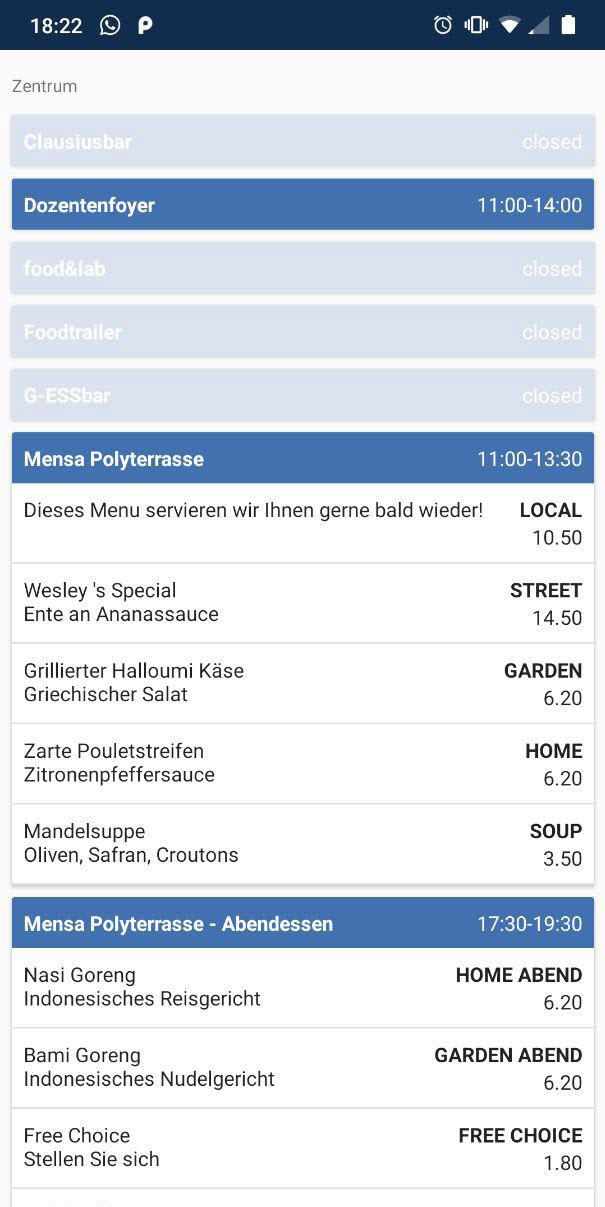 18:22
Zentrum
Clausiusbar closed
Dozentenfoyer 11:00-14:00
food&lab closed
Foodtrailer closed
G-ESSbar closed
Mensa Polyterrasse 11:00-13:30
Dieses Menu servieren wir Ihnen gerne bald wieder! LOCAL
10.50
Wesley 's Special STREET
Ente an Ananassauce 14.50
Grillierter Halloumi Käse GARDEN
Griechischer Salat 6.20
Zarte Pouletstreifen HOME
Zitronenpfeffersauce 6.20
Mandelsuppe SOUP
Oliven, Safran, Croutons 3.50
Mensa Polyterrasse - Abendessen 17:30-19:30
Nasi Goreng HOME ABEND
Indonesisches Reisgericht 6.20
Bami Goreng GARDEN ABEND
Indonesisches Nudelgericht 6.20
Free Choice FREE CHOICE
Stellen Sie sich 1.80